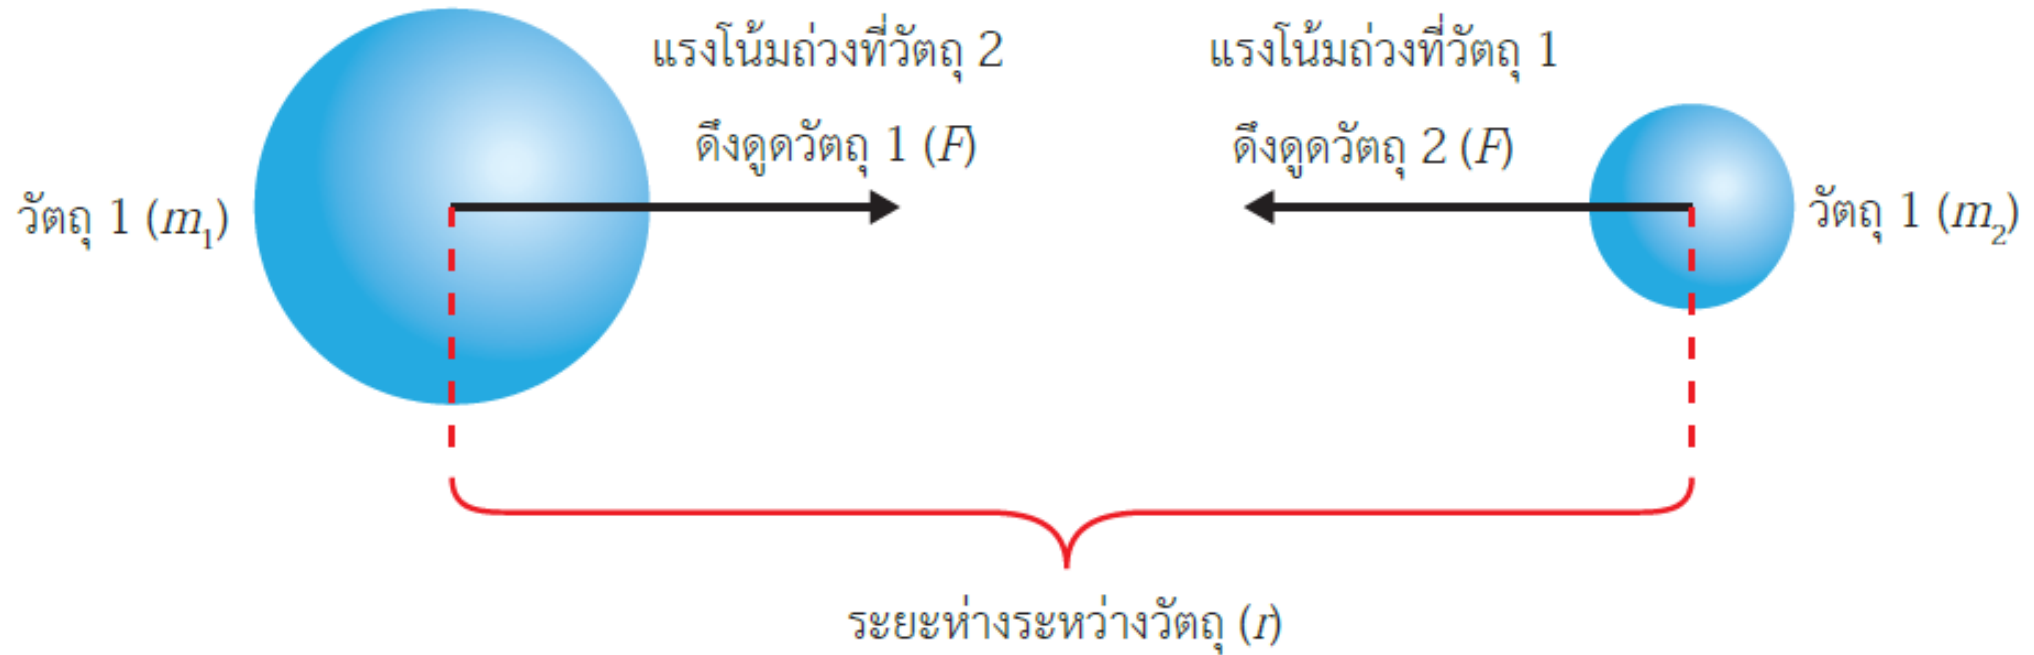 แรงโน้มถ่วงที่วัตถุ 2
ดึงดูดวัตถุ 1 (F)
แรงโน้มถ่วงที่วัตถุ 1
ดึงดูดวัตถุ 2 (F)
วัตถุ 1 (m₁)
วัตถุ 1 (m₂)
ระยะห่างระหว่างวัตถุ (r)